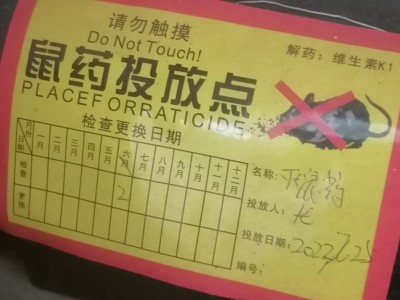 请勿触摸
Do Not Touch!
解药：维生素K1
鼠药投放点
PLACEFORRATICIDE
检查更换日期
月份 一月 二月 三月 四月 五月 六月 七月 八月 九月 十月 十一月 十二月
日期
检查
2
更换
名称：
投放人：
投放日期：
编号：